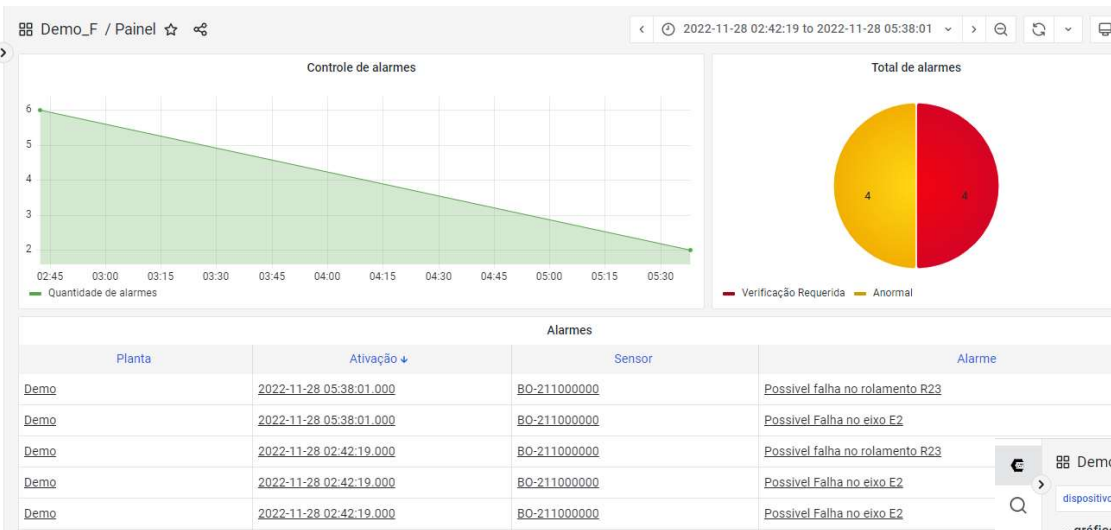 Demo_F / Painel
2022-11-28 02:42:19 to 2022-11-28 05:38:01
Controle de alarmes
6
5
4
3
2
02:45 03:00 03:15 03:30 03:45 04:00 04:15 04:30 04:45 05:00 05:15 05:30
Quantidade de alarmes
Total de alarmes
4 4
Verificação Requerida Anormal
Alarmes
Planta Ativação Sensor Alarme
Demo 2022-11-28 05:38:01.000 BO-211000000 Possivel falha no rolamento R23
Demo 2022-11-28 05:38:01.000 BO-211000000 Possivel Falha no eixo E2
Demo 2022-11-28 02:42:19.000 BO-211000000 Possivel falha no rolamento R23
Demo 2022-11-28 02:42:19.000 BO-211000000 Possivel Falha no eixo E2
Demo 2022-11-28 02:42:19.000 BO-211000000 Possivel Falha no eixo E2
Demo
dispositivo